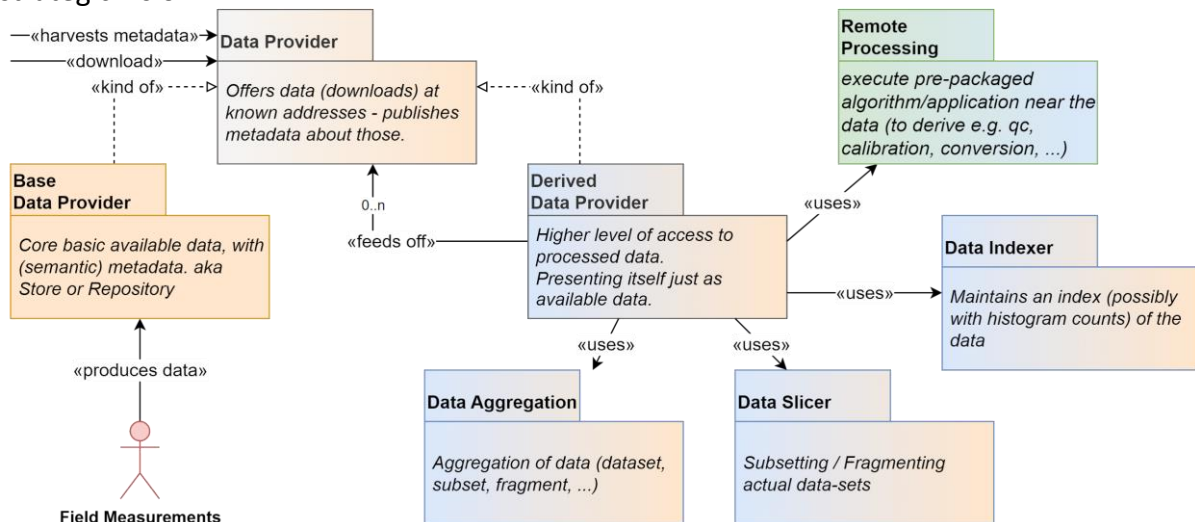 «harvests metadata»
«download»
«kind of»
Data Provider
Offers data (downloads) at
known addresses - publishes
metadata about those.
«kind of»
Remote
Processing
execute pre-packaged
algorithm/application near the
data (to derive e.g. qc,
calibration, conversion, ...)
Base
Data Provider
Core basic available data, with
(semantic) metadata. aka
Store or Repository
0..n
«feeds off»
Derived
Data Provider
Higher level of access to
processed data.
Presenting itself just as
available data.
«uses»
«uses»
Data Indexer
Maintains an index (possibly
with histogram counts) of the
data
«produces data»
«uses»
«uses»
Data Aggregation
Aggregation of data (dataset,
subset, fragment, ...)
Data Slicer
Subsetting / Fragmenting
actual data-sets
Field Measurements